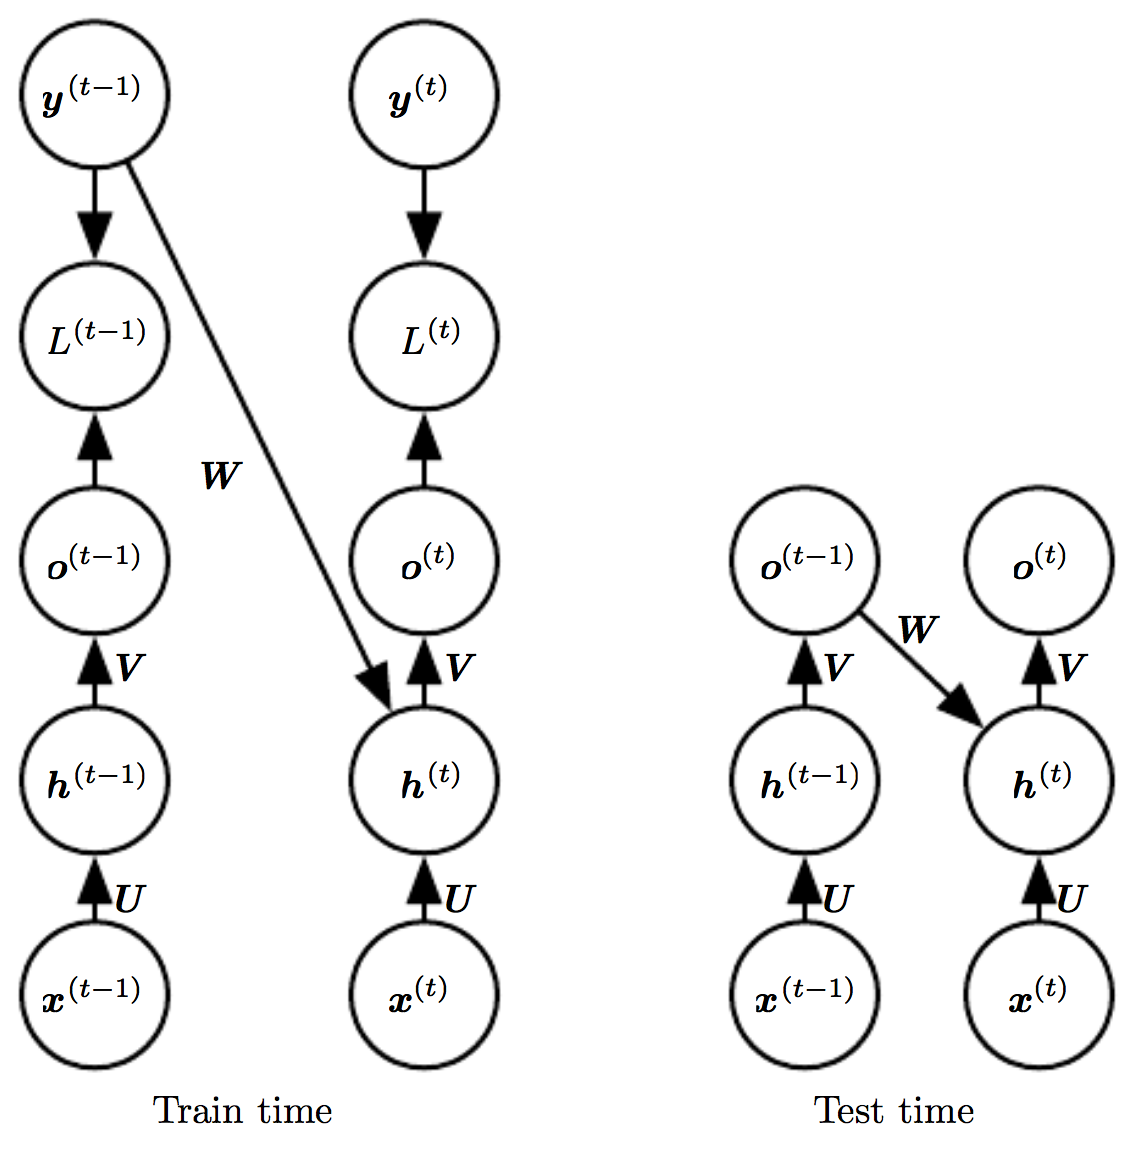 y^{(t−1)} y^{(t)}
L^{(t−1)} L^{(t)}
W
o^{(t−1)} o^{(t)} o^{(t−1)} o^{(t)}
W
V V V V
h^{(t−1)} h^{(t)} h^{(t−1)} h^{(t)}
U U U U
x^{(t−1)} x^{(t)} x^{(t−1)} x^{(t)}
Train time Test time